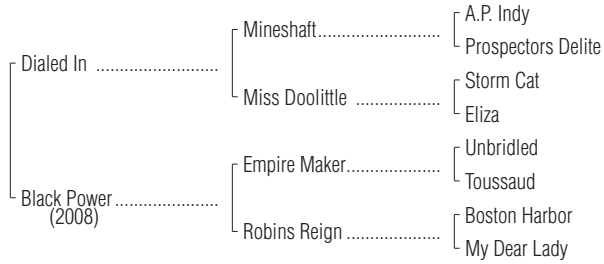 A.P. Indy
Mineshaft
Prospectors Delite
Dialed In
Storm Cat
Miss Doolittle
Eliza
Unbridled
Empire Maker
Toussaud
Black Power
(2008)
Boston Harbor
Robins Reign
My Dear Lady